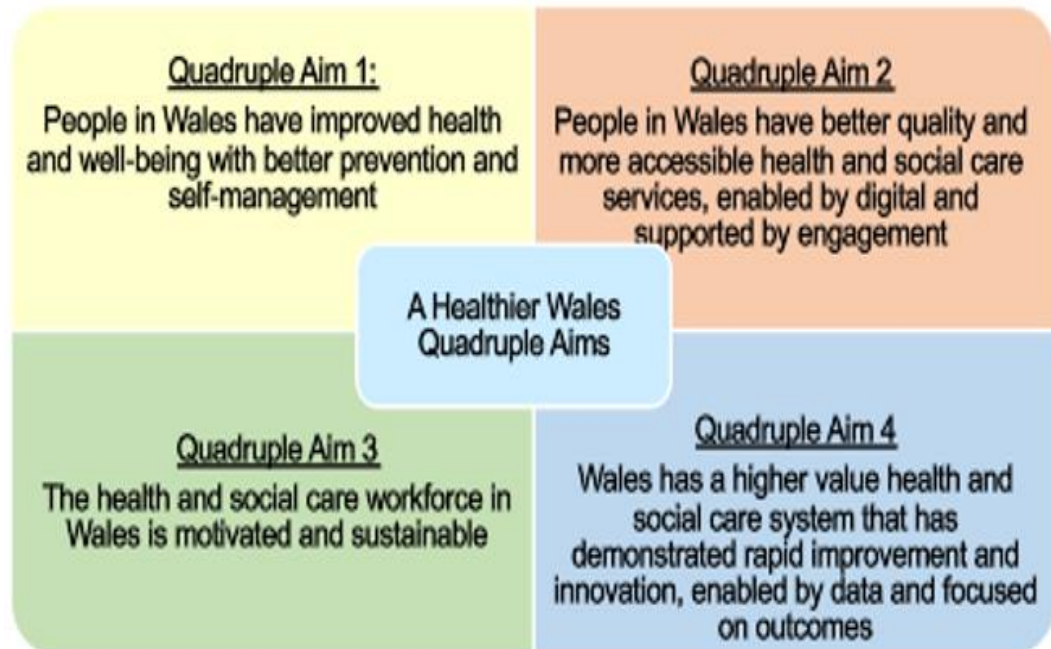 Quadruple Aim 1:
People in Wales have improved health
and well-being with better prevention and
self-management
Quadruple Aim 2
People in Wales have better quality and
more accessible health and social care
services, enabled by digital and
supported by engagement
A Healthier Wales
Quadruple Aims
Quadruple Aim 3
The health and social care workforce in
Wales is motivated and sustainable
Quadruple Aim 4
Wales has a higher value health and
social care system that has
demonstrated rapid improvement and
innovation, enabled by data and focused
on outcomes